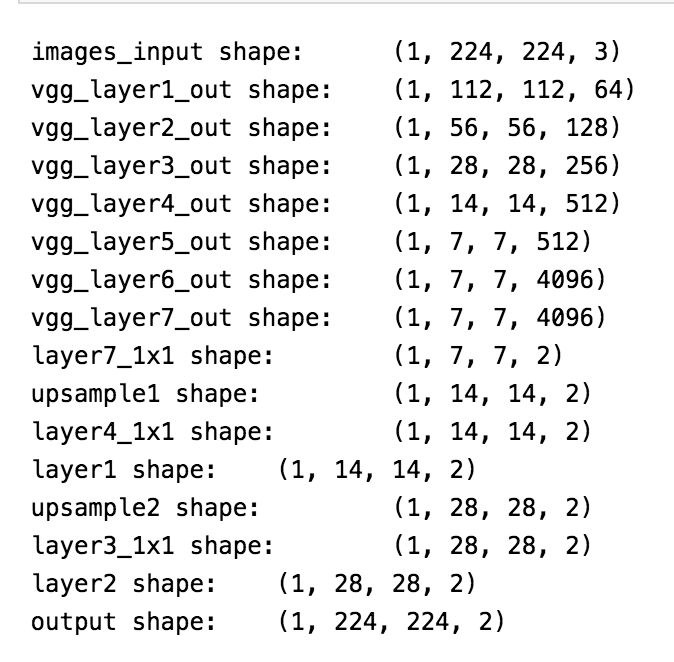 images_input shape:      (1, 224, 224, 3)
vgg_layer1_out shape:    (1, 112, 112, 64)
vgg_layer2_out shape:    (1, 56, 56, 128)
vgg_layer3_out shape:    (1, 28, 28, 256)
vgg_layer4_out shape:    (1, 14, 14, 512)
vgg_layer5_out shape:    (1, 7, 7, 512)
vgg_layer6_out shape:    (1, 7, 7, 4096)
vgg_layer7_out shape:    (1, 7, 7, 4096)
layer7_1x1 shape:        (1, 7, 7, 2)
upsample1 shape:         (1, 14, 14, 2)
layer4_1x1 shape:        (1, 14, 14, 2)
layer1 shape:    (1, 14, 14, 2)
upsample2 shape:         (1, 28, 28, 2)
layer3_1x1 shape:        (1, 28, 28, 2)
layer2 shape:    (1, 28, 28, 2)
output shape:    (1, 224, 224, 2)